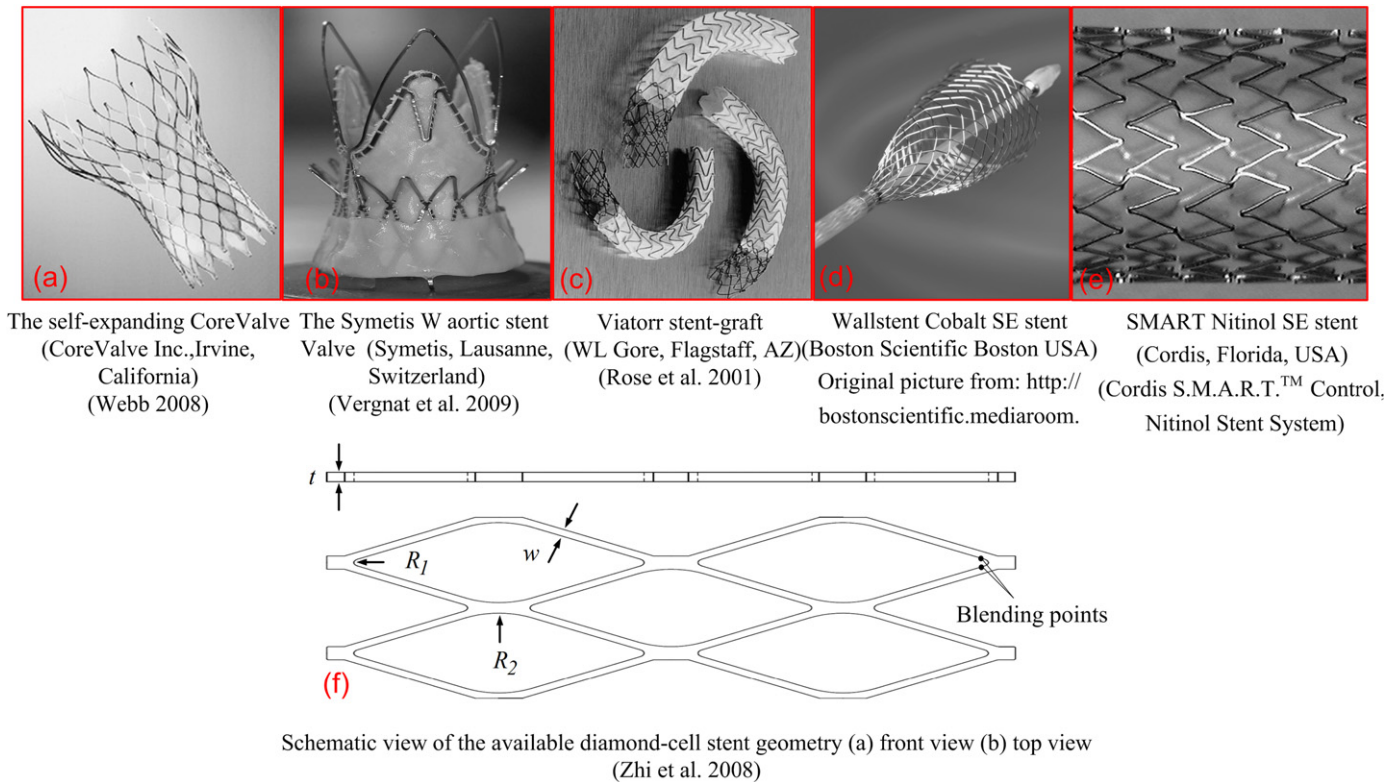 (a)
(b)
(c)
(d)
(e)
The self-expanding CoreValve
(CoreValve Inc.,Irvine,
California)
(Webb 2008)
The Symetis W aortic stent
Valve (Symetis, Lausanne,
Switzerland)
(Vergnat et al. 2009)
Viatorr stent-graft
(WL Gore, Flagstaff, AZ)
(Rose et al. 2001)
Wallstent Cobalt SE stent
(Boston Scientific Boston USA)
Original picture from: http://
bostonscientific.mediaroom.
SMART Nitinol SE stent
(Cordis, Florida, USA)
(Cordis S.M.A.R.T.™ Control,
Nitinol Stent System)
t
w
R1
Blending points
R2
(f)
Schematic view of the available diamond-cell stent geometry (a) front view (b) top view
(Zhi et al. 2008)